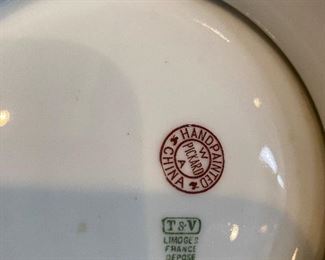 HANDPAINTED
W
PICKARD
A
CHINA
T&V
LIMOGES
FRANCE
DEPOSE